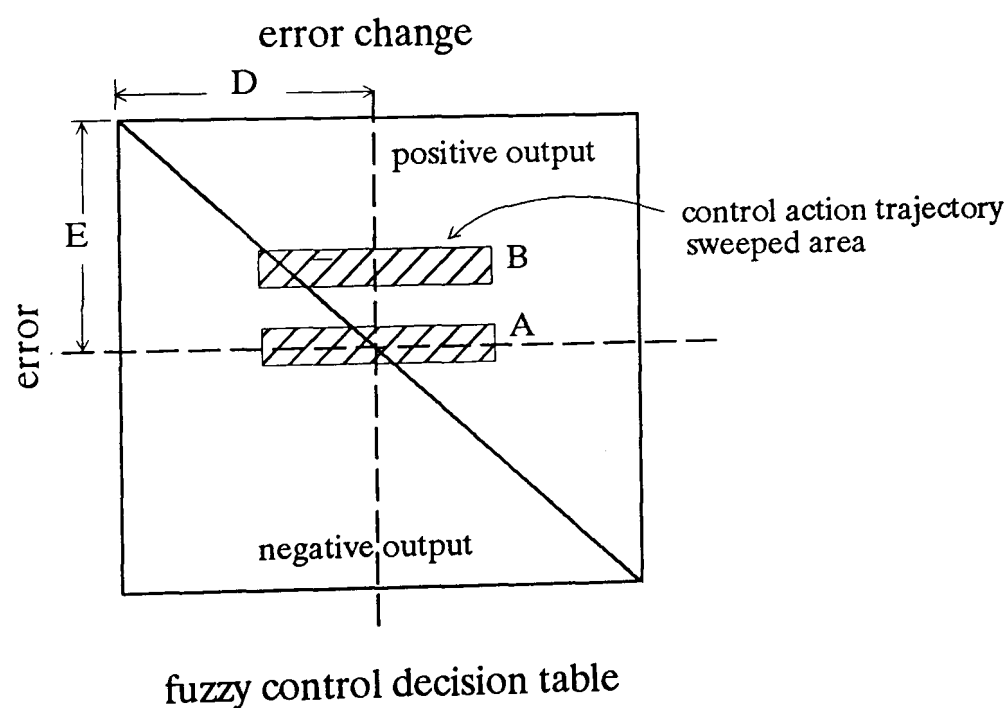 error change
D
positive output
E
control action trajectory
sweeped area
B
A
error
negative output
fuzzy control decision table